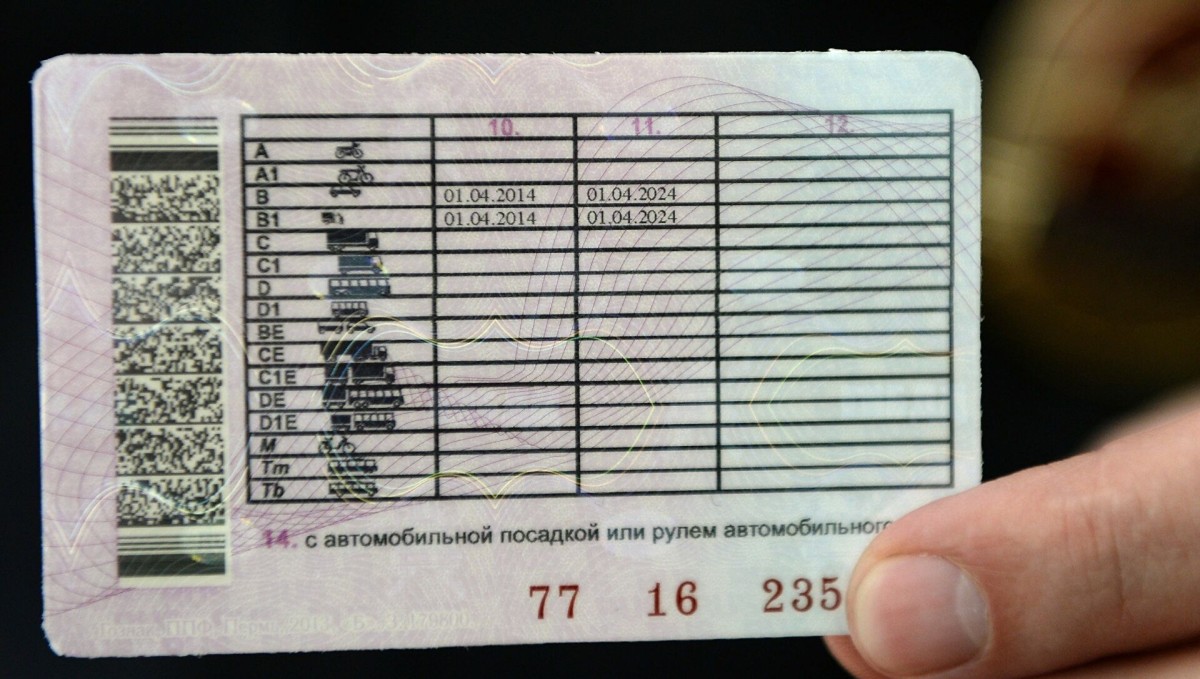 10. 11. 12.
A
A1
B 01.04.2014 01.04.2024
B1 01.04.2014 01.04.2024
C
C1
D
D1
BE
CE
C1E
DE
D1E
M
Tm
Tb
14. с автомобильной посадкой или рулем автомобильного
77 16 235